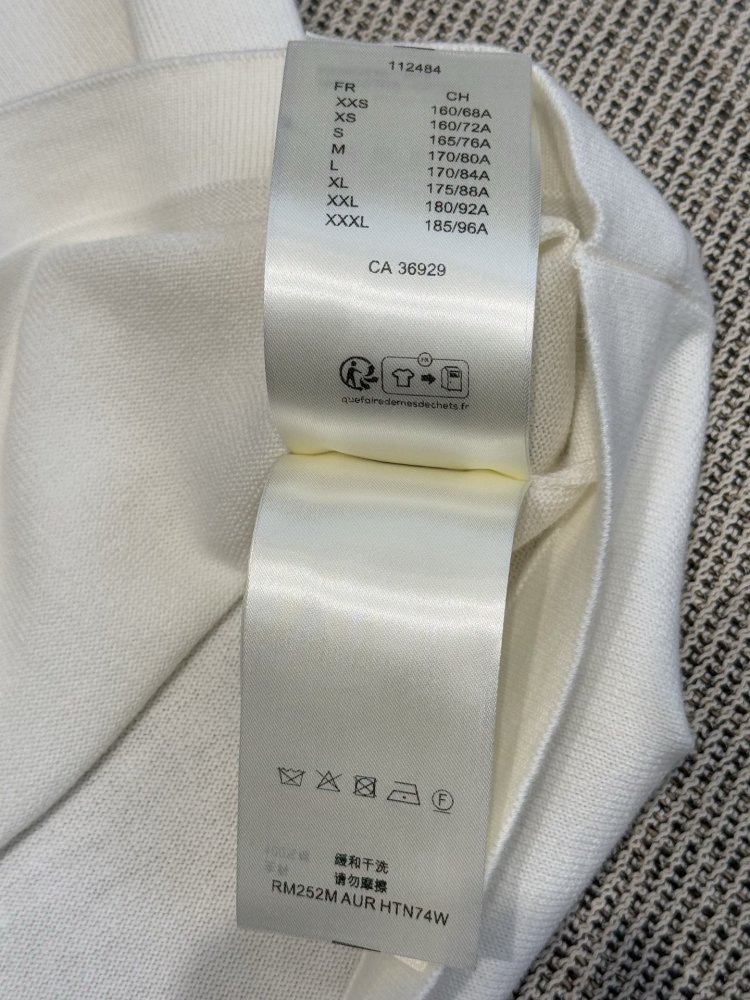 112484
FR CH
XXS 160/68A
XS 160/72A
S 165/76A
M 170/80A
L 170/84A
XL 175/88A
XXL 180/92A
XXXL 185/96A
CA 36929
FR
quefairedemesdechets.fr
F
缓和干洗
请勿摩擦
RM252M AUR HTN74W